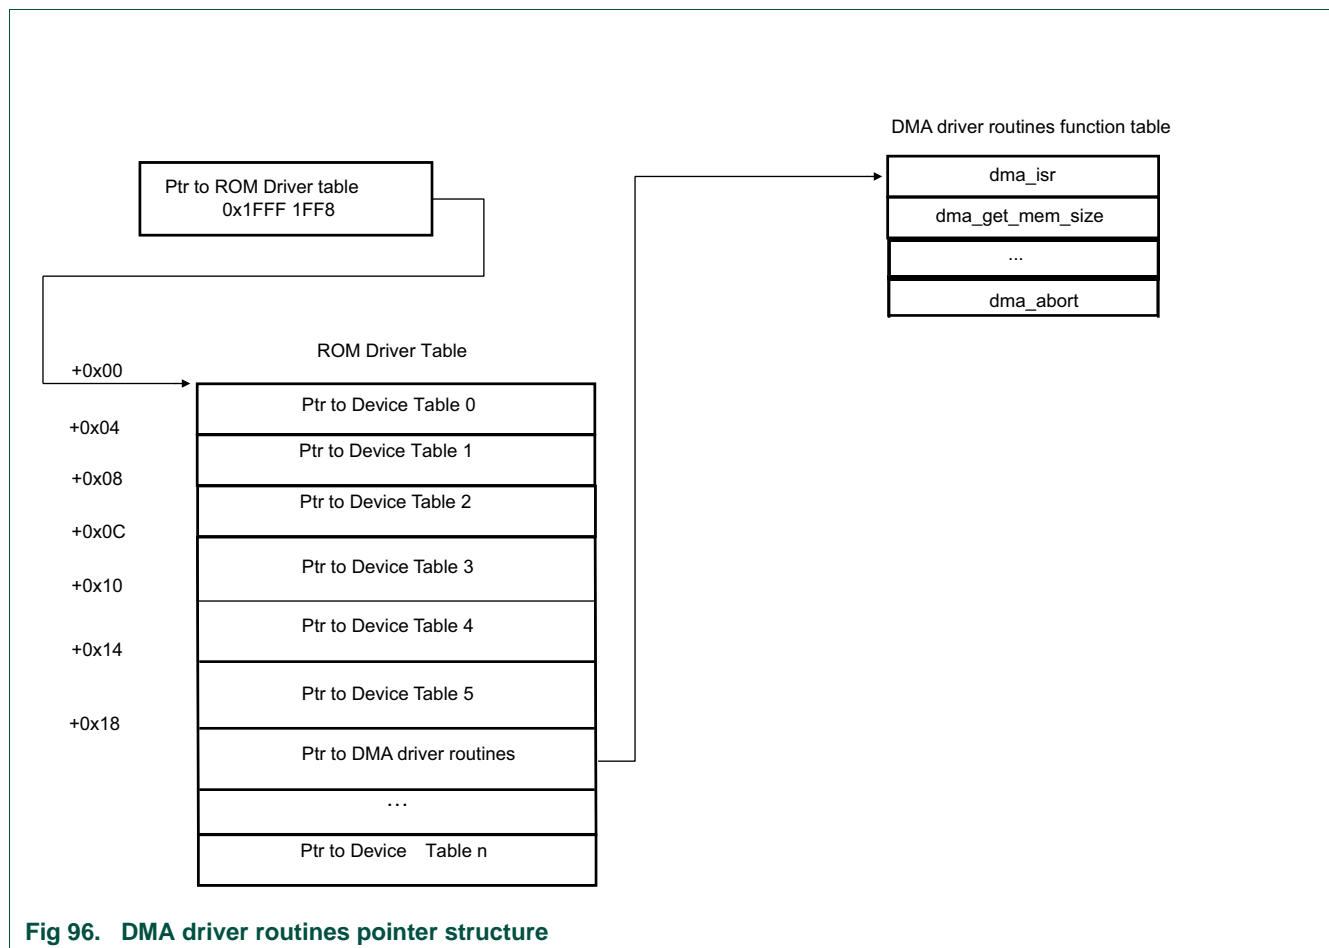 DMA driver routines function table
Ptr to ROM Driver table
0x1FFF 1FF8
dma_isr
dma_get_mem_size
...
dma_abort
ROM Driver Table
+0x00
Ptr to Device Table 0
+0x04
Ptr to Device Table 1
+0x08
Ptr to Device Table 2
+0x0C
Ptr to Device Table 3
+0x10
Ptr to Device Table 4
+0x14
Ptr to Device Table 5
+0x18
Ptr to DMA driver routines
...
Ptr to Device Table n
Fig 96. DMA driver routines pointer structure